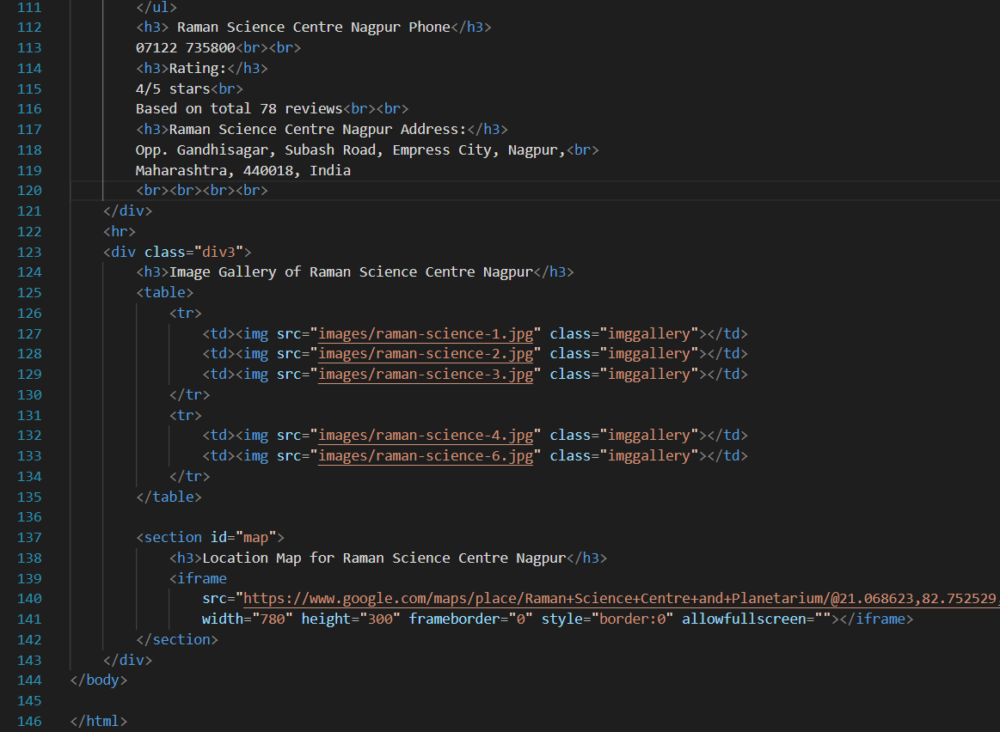 111 </ul>
112 <h3> Raman Science Centre Nagpur Phone</h3>
113 07122 735800<br><br>
114 <h3>Rating:</h3>
115 4/5 stars<br>
116 Based on total 78 reviews<br><br>
117 <h3>Raman Science Centre Nagpur Address:</h3>
118 Opp. Gandhisagar, Subash Road, Empress City, Nagpur,<br>
119 Maharashtra, 440018, India
120 <br><br><br><br>
121 </div>
122 <hr>
123 <div class="div3">
124 <h3>Image Gallery of Raman Science Centre Nagpur</h3>
125 <table>
126 <tr>
127 <td><img src="images/raman-science-1.jpg" class="imggallery"></td>
128 <td><img src="images/raman-science-2.jpg" class="imggallery"></td>
129 <td><img src="images/raman-science-3.jpg" class="imggallery"></td>
130 </tr>
131 <tr>
132 <td><img src="images/raman-science-4.jpg" class="imggallery"></td>
133 <td><img src="images/raman-science-6.jpg" class="imggallery"></td>
134 </tr>
135 </table>
136
137 <section id="map">
138 <h3>Location Map for Raman Science Centre Nagpur</h3>
139 <iframe
140 src="https://www.google.com/maps/place/Raman+Science+Centre+and+Planetarium/@21.068623,82.752529,
141 width="780" height="300" frameborder="0" style="border:0" allowfullscreen=""></iframe>
142 </section>
143 </div>
144 </body>
145
146 </html>